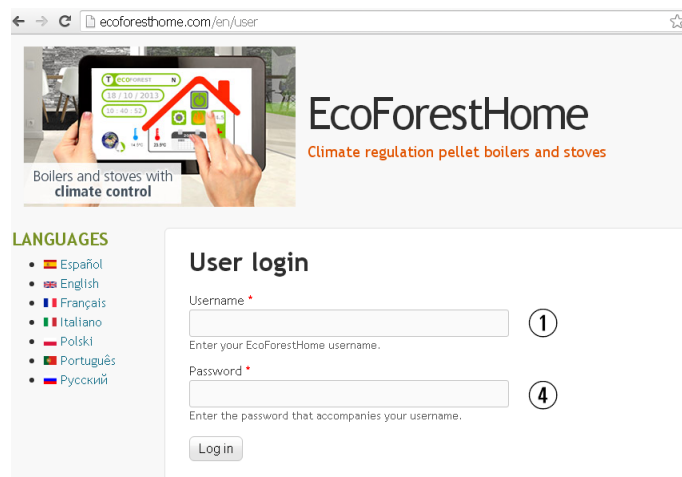 ecoforesthome.com/en/user
T ECOFOREST N
18 / 10 / 2013
10 : 40 : 52
14.5ºC
Boilers and stoves with
climate control
EcoForestHome
Climate regulation pellet boilers and stoves
LANGUAGES
Español
English
Français
Italiano
Polski
Português
Русский
User login
Username *
1
Enter your EcoForestHome username.
Password *
4
Enter the password that accompanies your username.
Log in